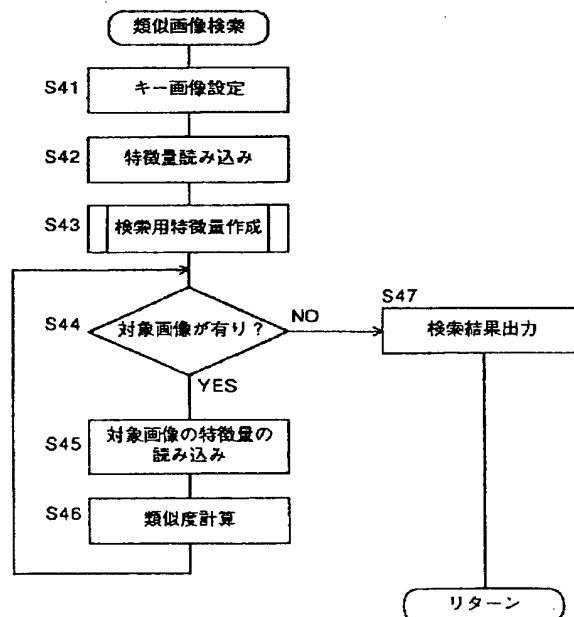 類似画像検索
S41
キー画像設定
S42
特徴量読み込み
S43
検索用特徴量作成
S44
対象画像が有り？
NO
S47
検索結果出力
YES
S45
対象画像の特徴量の
読み込み
S46
類似度計算
リターン